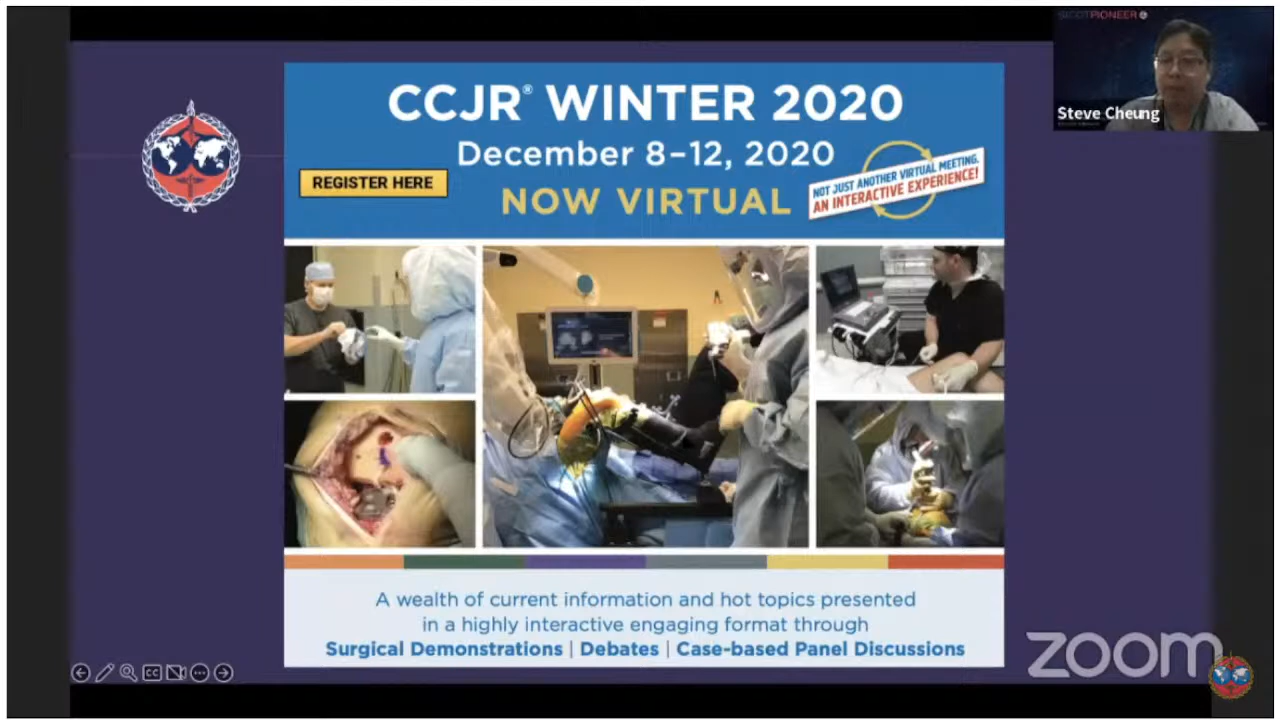 SICOTPIONEER
Steve Cheung
CCJR® WINTER 2020
December 8–12, 2020
REGISTER HERE
NOW VIRTUAL
NOT JUST ANOTHER VIRTUAL MEETING.
AN INTERACTIVE EXPERIENCE!
A wealth of current information and hot topics presented
in a highly interactive engaging format through
Surgical Demonstrations | Debates | Case-based Panel Discussions
CC
zoom